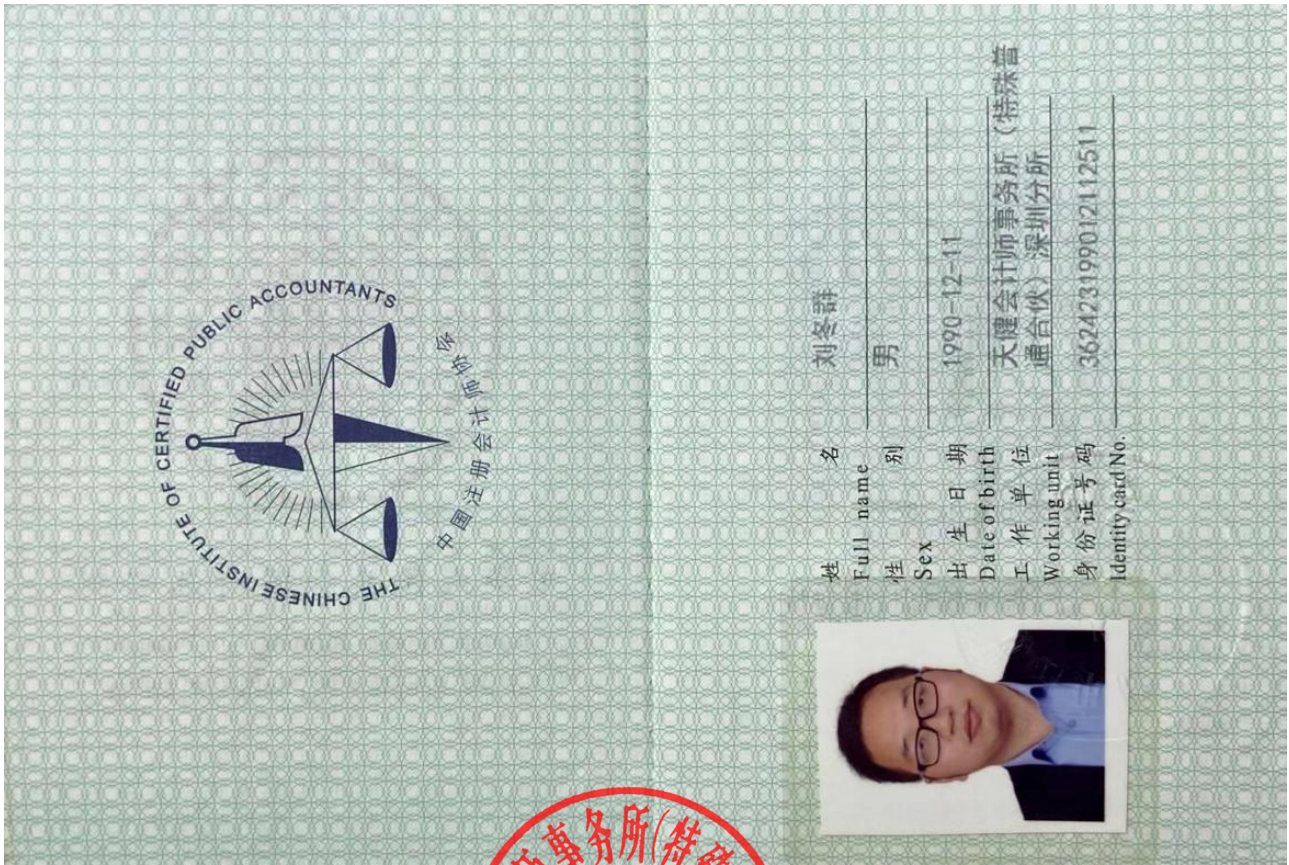 THE CHINESE INSTITUTE OF CERTIFIED PUBLIC ACCOUNTANTS
中国注册会计师协会
姓名 刘冬群
Full name
性别 男
Sex
出生日期 1990-12-11
Date of birth
工作单位 天健会计师事务所(特殊普
Working unit 通合伙)深圳分所
身份证号码 362423199012112511
Identity card No.
事务所(特殊